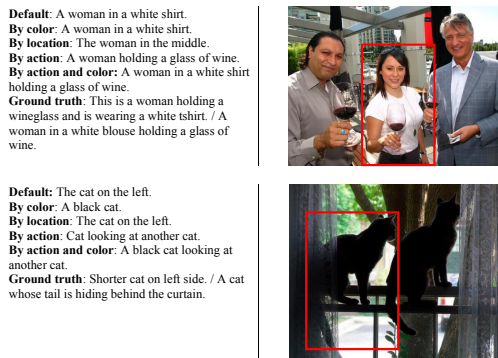 Default: A woman in a white shirt.
By color: A woman in a white shirt.
By location: The woman in the middle.
By action: A woman holding a glass of wine.
By action and color: A woman in a white shirt
holding a glass of wine.
Ground truth: This is a woman holding a
wineglass and is wearing a white tshirt. / A
woman in a white blouse holding a glass of
wine.
Default: The cat on the left.
By color: A black cat.
By location: The cat on the left.
By action: Cat looking at another cat.
By action and color: A black cat looking at
another cat.
Ground truth: Shorter cat on left side. / A cat
whose tail is hiding behind the curtain.